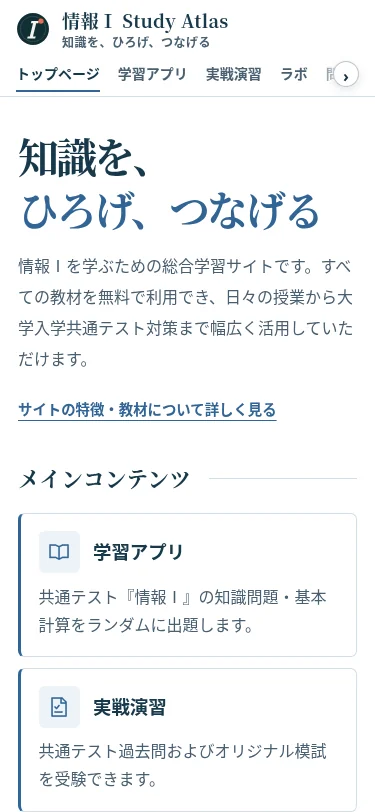 情報Ⅰ Study Atlas
知識を、ひろげ、つなげる
トップページ 学習アプリ 実戦演習 ラボ
知識を、
ひろげ、つなげる
情報Ⅰを学ぶための総合学習サイトです。すべ
ての教材を無料で利用でき、日々の授業から大
学入学共通テスト対策まで幅広く活用していた
だけます。
サイトの特徴・教材について詳しく見る
メインコンテンツ
学習アプリ
共通テスト『情報Ⅰ』の知識問題・基本
計算をランダムに出題します。
実戦演習
共通テスト過去問およびオリジナル模試
を受験できます。